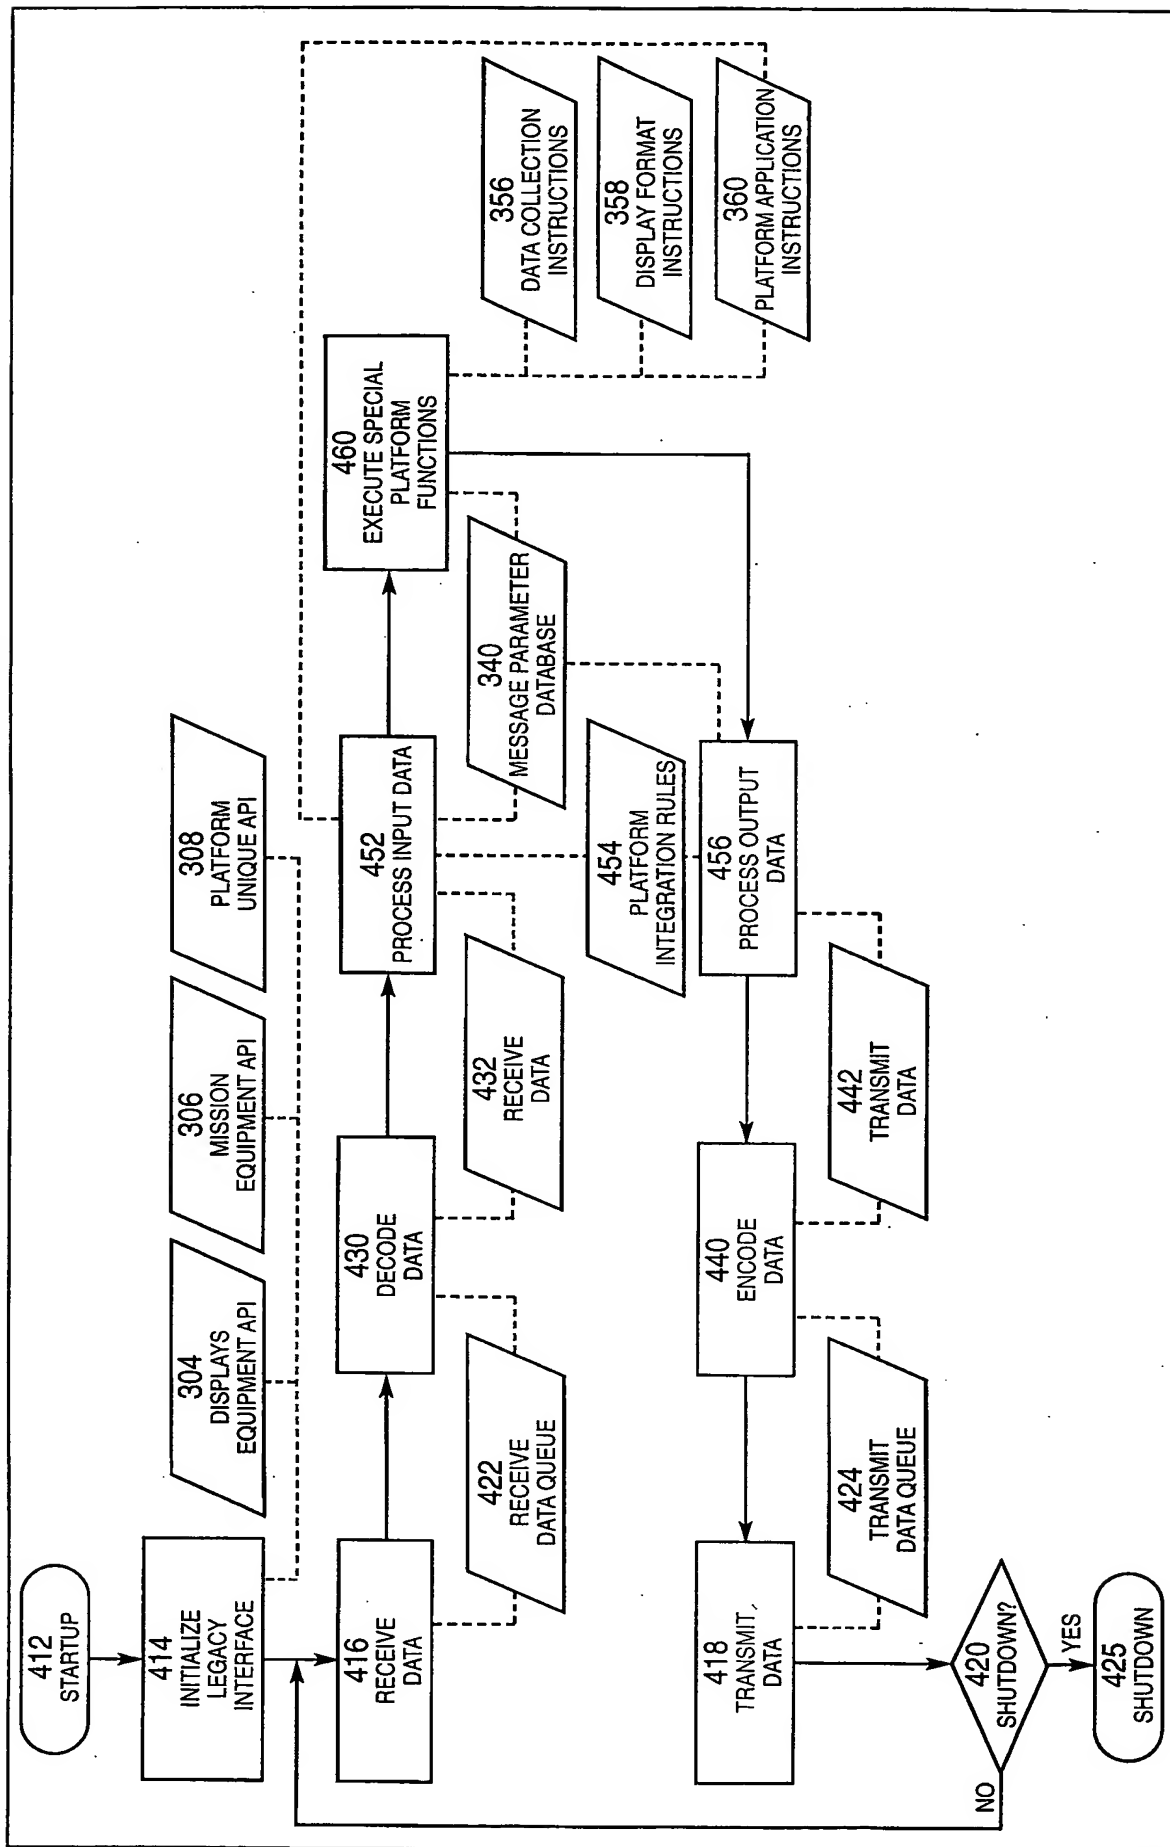 412
STARTUP
414
INITIALIZE
LEGACY
INTERFACE
304
DISPLAYS
EQUIPMENT API
306
MISSION
EQUIPMENT API
308
PLATFORM
UNIQUE API
416
RECEIVE
DATA
430
DECODE
DATA
452
PROCESS INPUT DATA
460
EXECUTE SPECIAL
PLATFORM
FUNCTIONS
422
RECEIVE
DATA QUEUE
432
RECEIVE
DATA
340
MESSAGE PARAMETER
DATABASE
356
DATA COLLECTION
INSTRUCTIONS
358
DISPLAY FORMAT
INSTRUCTIONS
360
PLATFORM APPLICATION
INSTRUCTIONS
454
PLATFORM
INTEGRATION RULES
418
TRANSMIT
DATA
440
ENCODE
DATA
456
PROCESS OUTPUT
DATA
424
TRANSMIT
DATA QUEUE
442
TRANSMIT
DATA
420
SHUTDOWN?
NO
YES
425
SHUTDOWN